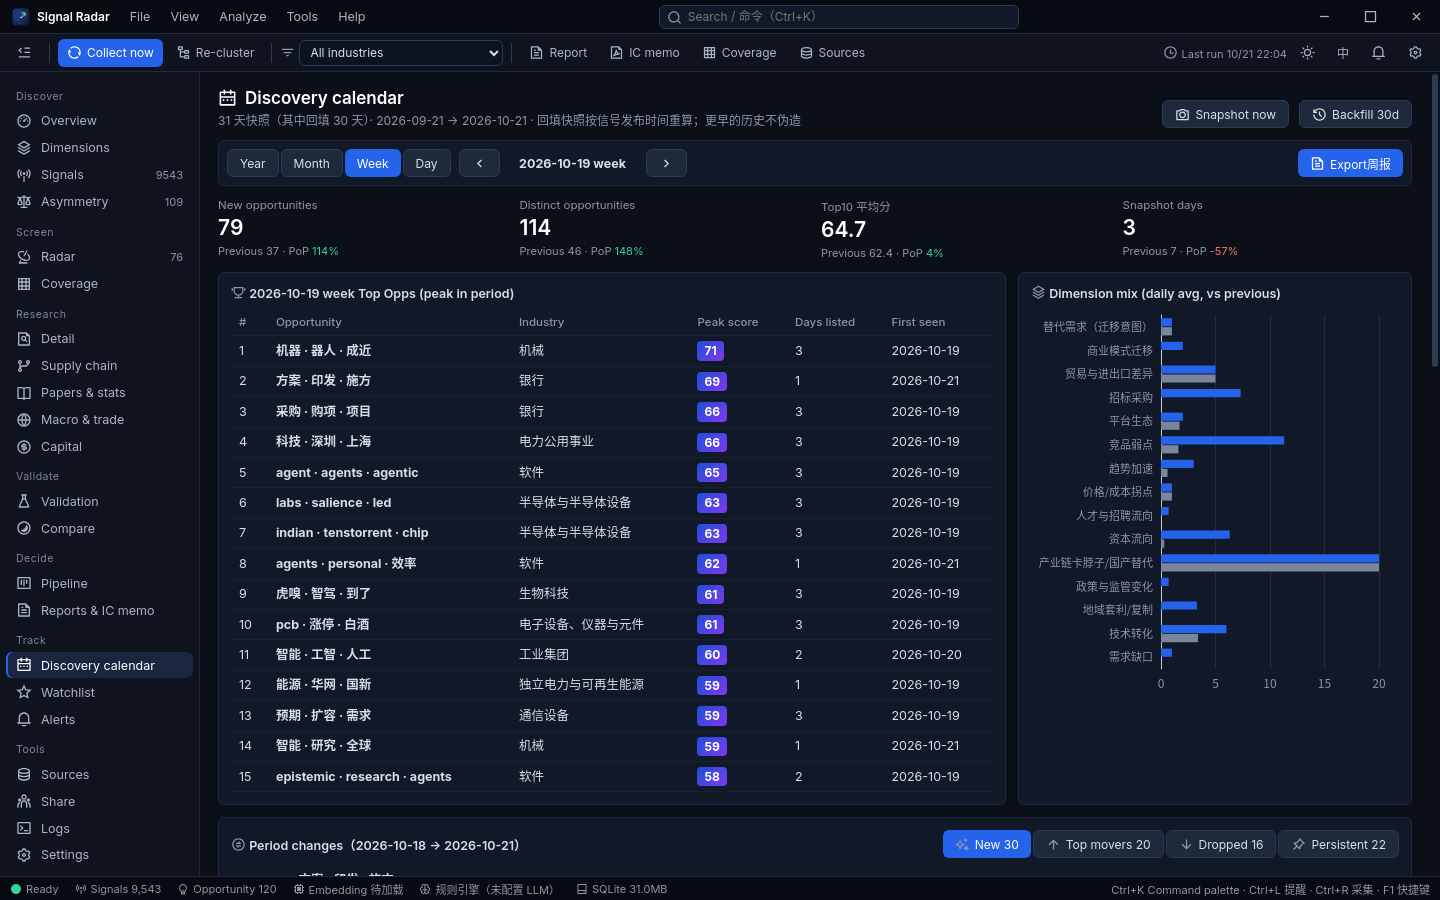 Signal Radar File View Analyze Tools Help Search / 命令（Ctrl+K）
Collect now Re-cluster All industries Report IC memo Coverage Sources Last run 10/21 22:04 中
Discover
Overview
Dimensions
Signals 9543
Asymmetry 109
Screen
Radar 76
Coverage
Research
Detail
Supply chain
Papers & stats
Macro & trade
Capital
Validate
Validation
Compare
Decide
Pipeline
Reports & IC memo
Track
Discovery calendar
Watchlist
Alerts
Tools
Sources
Share
Logs
Settings
Discovery calendar
31 天快照（其中回填 30 天）· 2026-09-21 → 2026-10-21 · 回填快照按信号发布时间重算；更早的历史不伪造
Snapshot now Backfill 30d
Year Month Week Day 2026-10-19 week Export周报
New opportunities
79
Previous 37 · PoP 114%
Distinct opportunities
114
Previous 46 · PoP 148%
Top10 平均分
64.7
Previous 62.4 · PoP 4%
Snapshot days
3
Previous 7 · PoP -57%
2026-10-19 week Top Opps (peak in period)
# Opportunity Industry Peak score Days listed First seen
1 机器 · 器人 · 成近 机械 71 3 2026-10-19
2 方案 · 印发 · 施方 银行 69 1 2026-10-21
3 采购 · 购项 · 项目 银行 66 3 2026-10-19
4 科技 · 深圳 · 上海 电力公用事业 66 3 2026-10-19
5 agent · agents · agentic 软件 65 3 2026-10-19
6 labs · salience · led 半导体与半导体设备 63 3 2026-10-19
7 indian · tenstorrent · chip 半导体与半导体设备 63 3 2026-10-19
8 agents · personal · 效率 软件 62 1 2026-10-21
9 虎嗅 · 智驾 · 到了 生物科技 61 3 2026-10-19
10 pcb · 涨停 · 白酒 电子设备、仪器与元件 61 3 2026-10-19
11 智能 · 工智 · 人工 工业集团 60 2 2026-10-20
12 能源 · 华网 · 国新 独立电力与可再生能源 59 1 2026-10-21
13 预期 · 扩容 · 需求 通信设备 59 3 2026-10-19
14 智能 · 研究 · 全球 机械 59 1 2026-10-21
15 epistemic · research · agents 软件 58 2 2026-10-19
Dimension mix (daily avg, vs previous)
替代需求（迁移意图）
商业模式迁移
贸易与进出口差异
招标采购
平台生态
竞品弱点
趋势加速
价格/成本拐点
人才与招聘流向
资本流向
产业链卡脖子/国产替代
政策与监管变化
地域套利/复制
技术转化
需求缺口
0 5 10 15 20
Period changes（2026-10-18 → 2026-10-21）
New 30 Top movers 20 Dropped 16 Persistent 22
Ready Signals 9,543 Opportunity 120 Embedding 待加载 规则引擎（未配置 LLM） SQLite 31.0MB Ctrl+K Command palette · Ctrl+L 提醒 · Ctrl+R 采集 · F1 快捷键